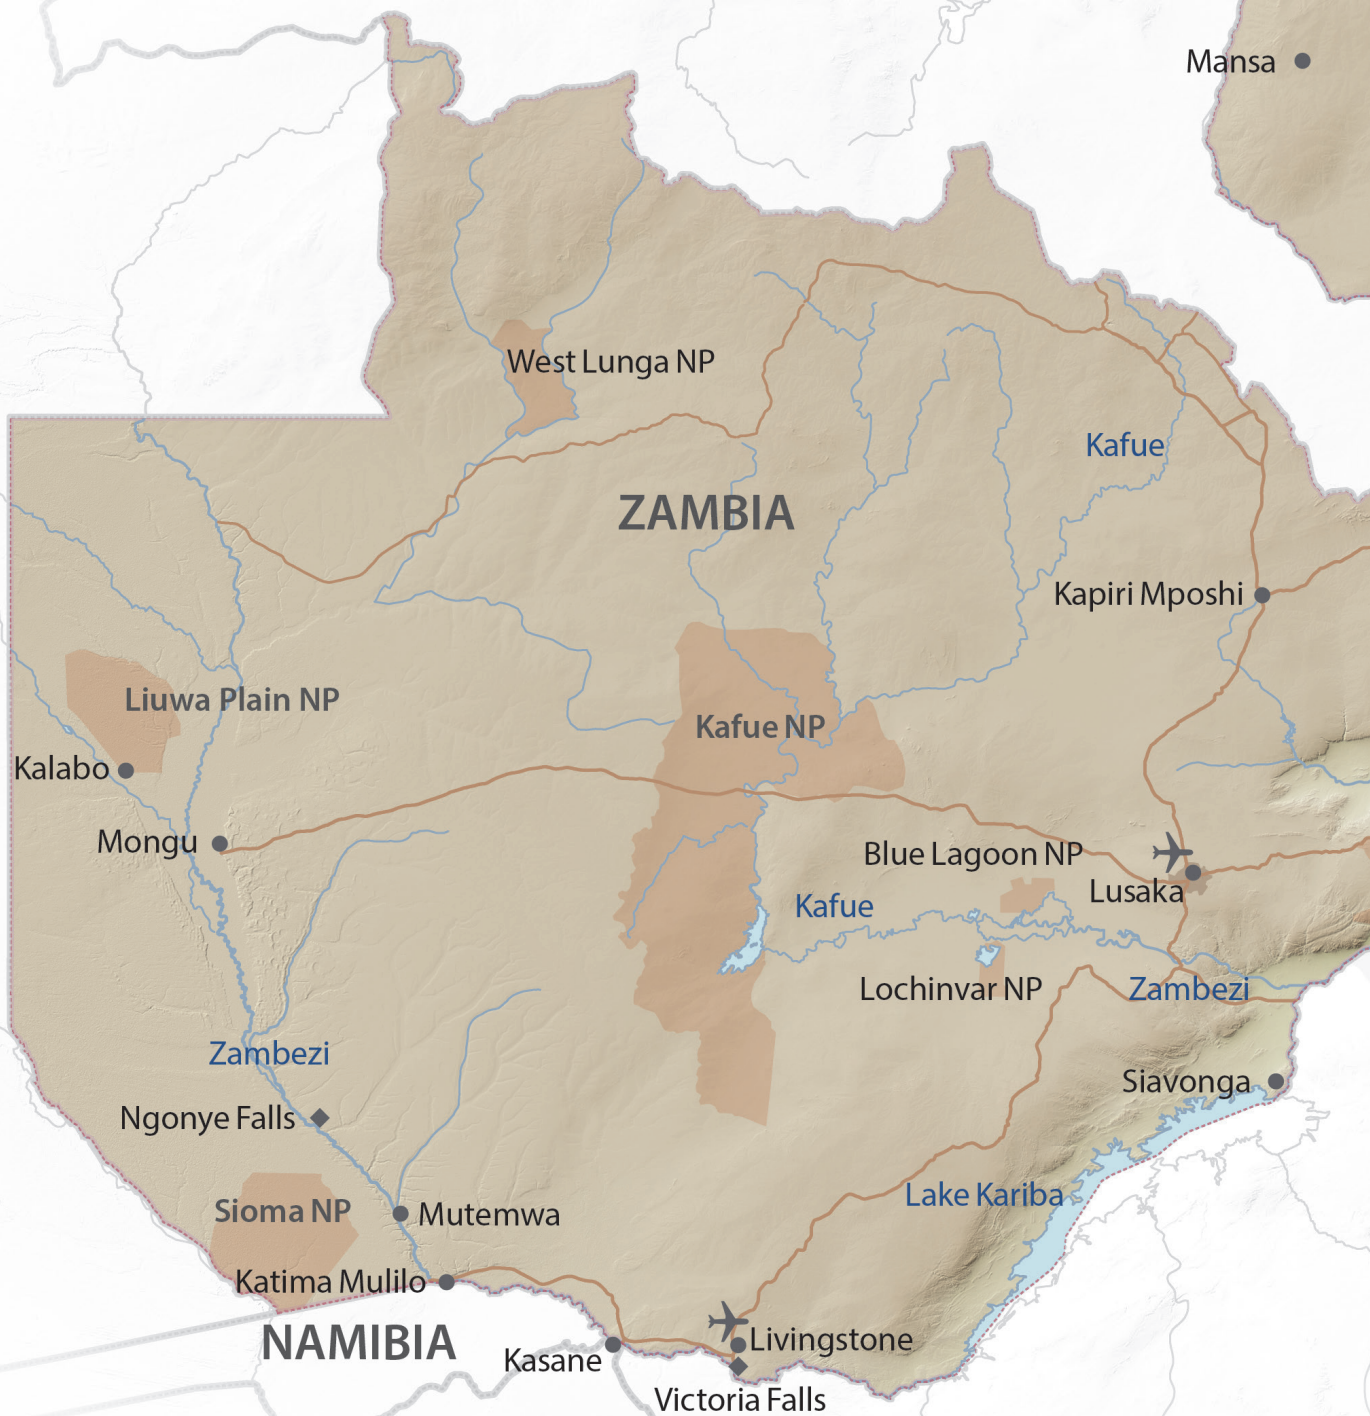 Mansa
West Lunga NP
Kafue
ZAMBIA
Kapiri Mposhi
Liuwa Plain NP
Kafue NP
Kalabo
Mongu
Blue Lagoon NP
Lusaka
Kafue
Lochinvar NP
Zambezi
Zambezi
Siavonga
Ngonye Falls
Lake Kariba
Sioma NP
Mutemwa
Katima Mulilo
NAMIBIA
Livingstone
Kasane
Victoria Falls